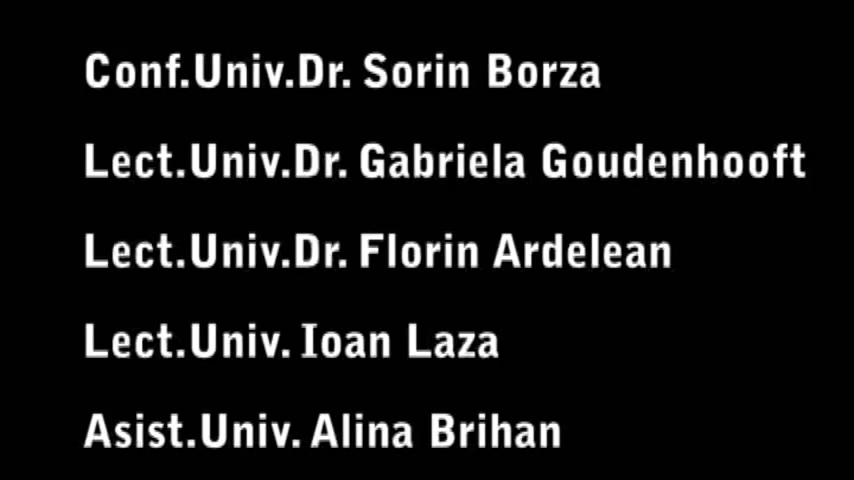 Conf.Univ.Dr. Sorin Borza
Lect.Univ.Dr. Gabriela Goudenhooft
Lect.Univ.Dr. Florin Ardelean
Lect.Univ. Ioan Laza
Asist.Univ. Alina Brihan